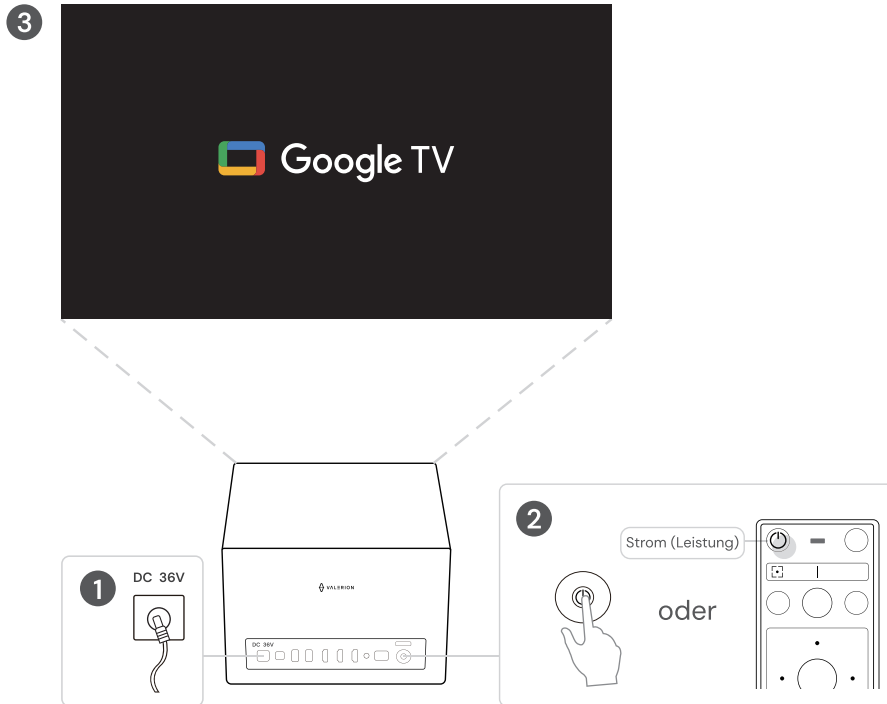 3
Google TV
2
Strom (Leistung)
1
DC 36V
VALERION
oder
DC 36V